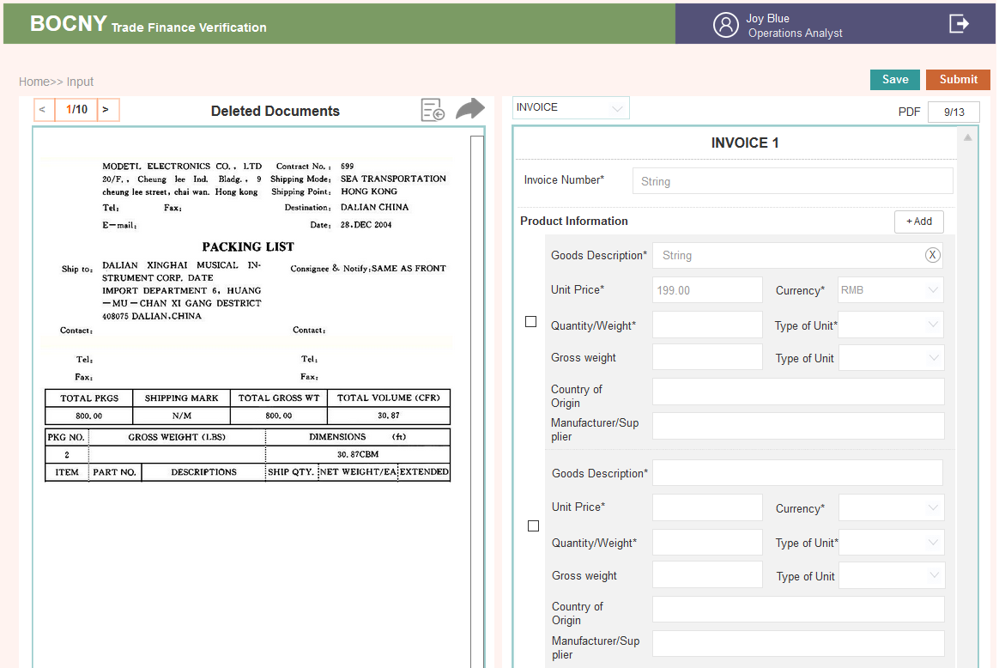 BOCNY Trade Finance Verification
Joy Blue
Operations Analyst
Home>> Input
Save
Submit
< 1/10 >
Deleted Documents
INVOICE
PDF 9/13
MODETL ELECTRONICS CO., LTD Contract No.: 699
20/F., Cheung lee Ind. Bladg., 9 Shipping Mode: SEA TRANSPORTATION
cheung lee street, chai wan. Hong kong Shipping Point: HONG KONG
Tel: Fax: Destination: DALIAN CHINA
E-mail: Date: 28.DEC 2004
PACKING LIST
Ship to: DALIAN XINGHAI MUSICAL IN-
STRUMENT CORP. DATE
IMPORT DEPARTMENT 6, HUANG
—MU—CHAN XI GANG DESTRICT
408075 DALIAN.CHINA
Consignee & Notify:SAME AS FRONT
Contact: Contact:
Tel: Tel:
Fax: Fax:
TOTAL PKGS SHIPPING MARK TOTAL GROSS WT TOTAL VOLUME (CFR)
800.00 N/M 800.00 30.87
PKG NO. GROSS WEIGHT (LBS) DIMENSIONS (ft)
2 30.87CBM
ITEM PART NO. DESCRIPTIONS SHIP QTY. NET WEIGHT/EA EXTENDED
INVOICE 1
Invoice Number* String
Product Information + Add
Goods Description* String X
Unit Price* 199.00 Currency* RMB
Quantity/Weight* Type of Unit*
Gross weight Type of Unit
Country of
Origin
Manufacturer/Sup
plier
Goods Description*
Unit Price* Currency*
Quantity/Weight* Type of Unit*
Gross weight Type of Unit
Country of
Origin
Manufacturer/Sup
plier